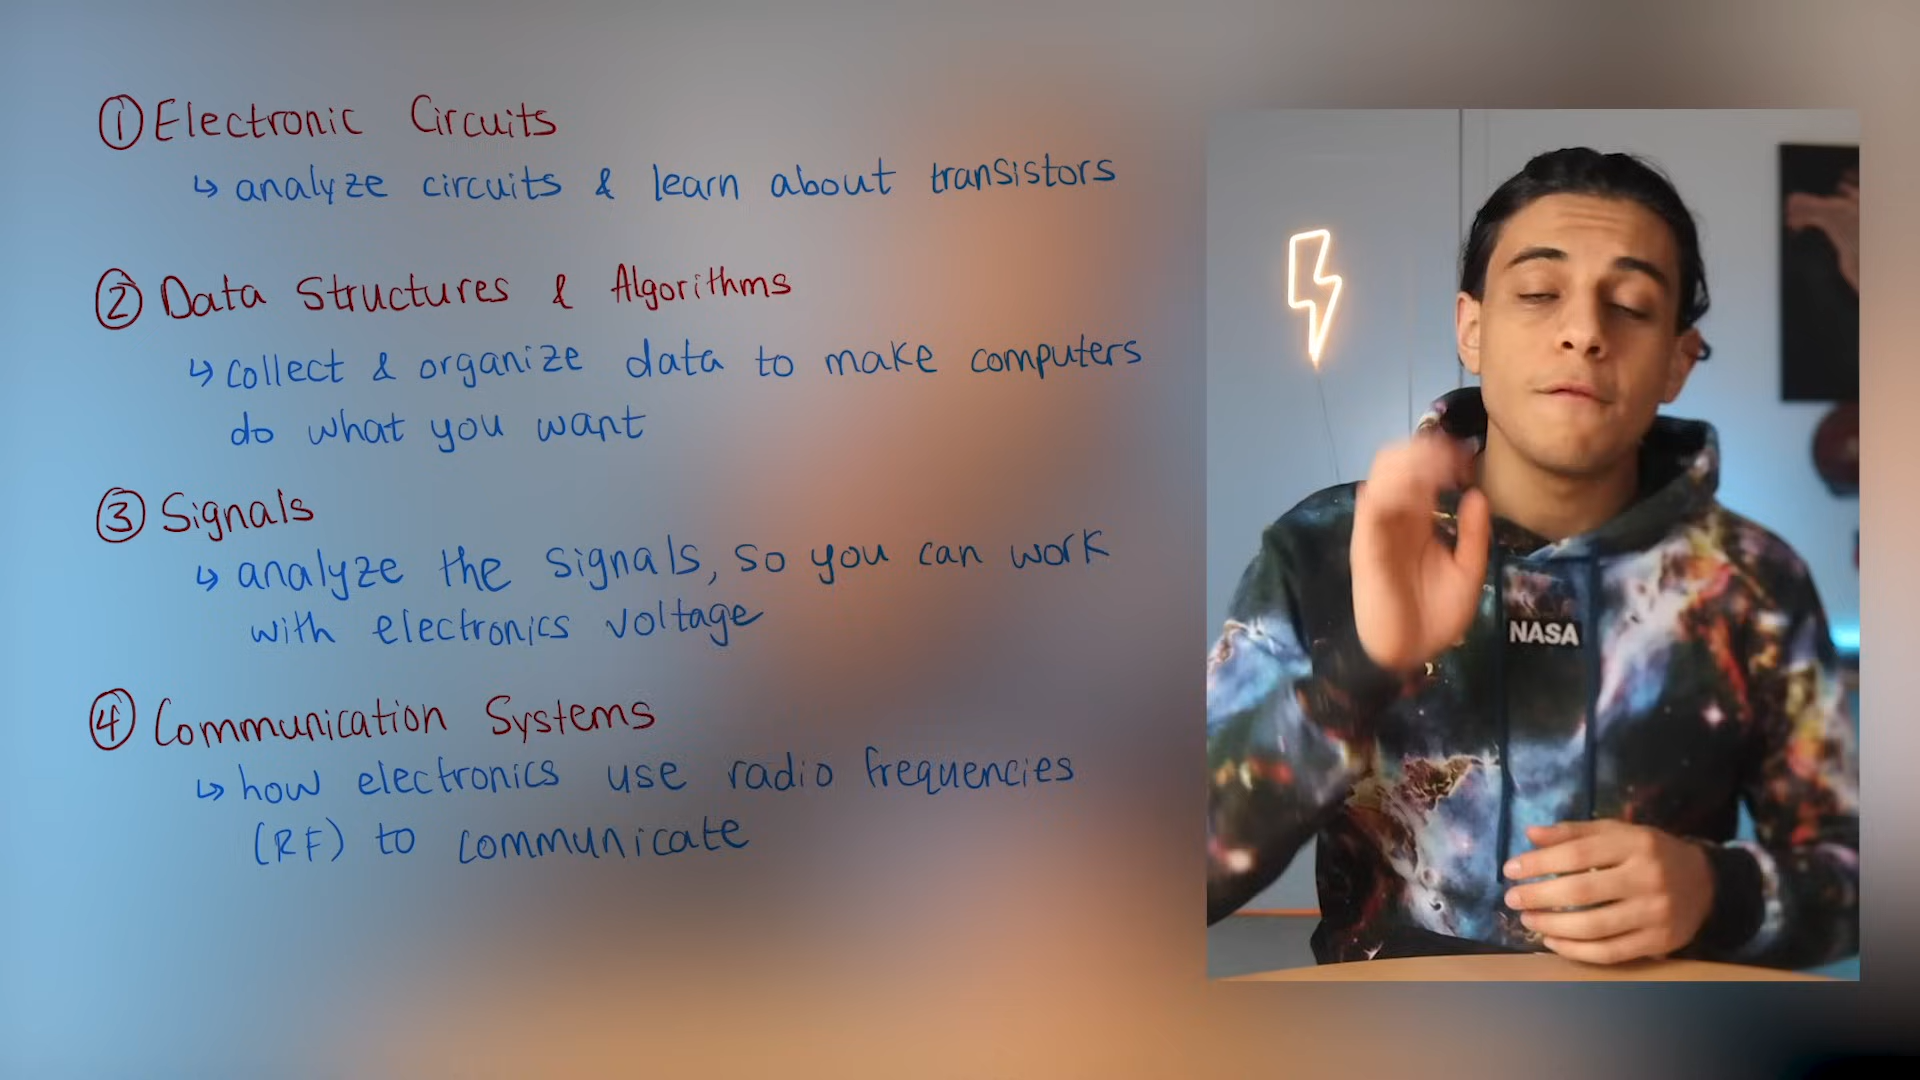 ① Electronic Circuits
↳ analyze circuits & learn about transistors
② Data Structures & Algorithms
↳ collect & organize data to make computers
do what you want
③ Signals
↳ analyze the signals, so you can work
with electronics voltage
④ Communication Systems
↳ how electronics use radio frequencies
(RF) to communicate
NASA